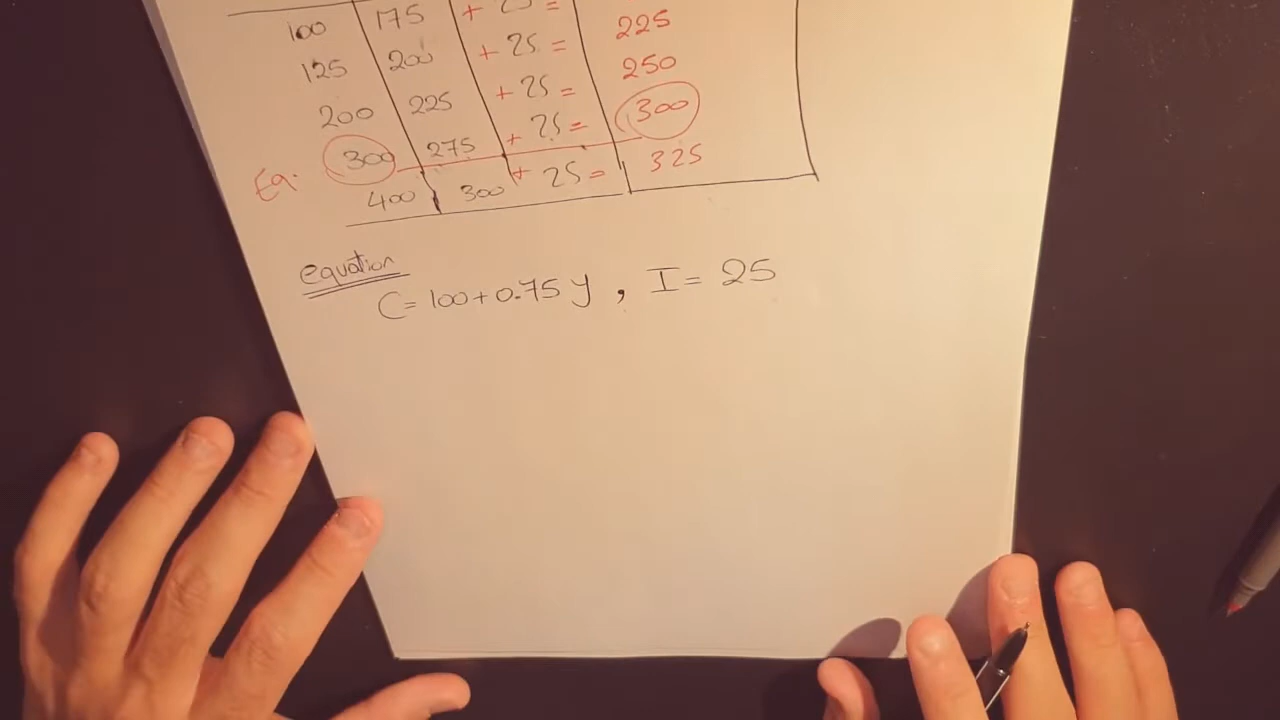 100 175 + 25 = 225
125 200 + 25 = 250
200 225 + 25 = 300
Eq. 300 275 + 25 = 325
400 300 + 25 =
equation
C = 100 + 0.75 y , I = 25